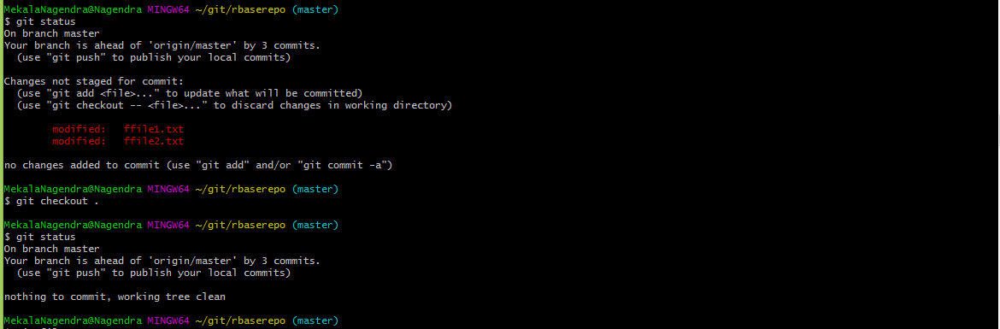 MekalaNagendra@Nagendra MINGW64 ~/git/rbaserepo (master)
$ git status
On branch master
Your branch is ahead of 'origin/master' by 3 commits.
  (use "git push" to publish your local commits)

Changes not staged for commit:
  (use "git add <file>..." to update what will be committed)
  (use "git checkout -- <file>..." to discard changes in working directory)

        modified:   ffile1.txt
        modified:   ffile2.txt

no changes added to commit (use "git add" and/or "git commit -a")

MekalaNagendra@Nagendra MINGW64 ~/git/rbaserepo (master)
$ git checkout .

MekalaNagendra@Nagendra MINGW64 ~/git/rbaserepo (master)
$ git status
On branch master
Your branch is ahead of 'origin/master' by 3 commits.
  (use "git push" to publish your local commits)

nothing to commit, working tree clean

MekalaNagendra@Nagendra MINGW64 ~/git/rbaserepo (master)